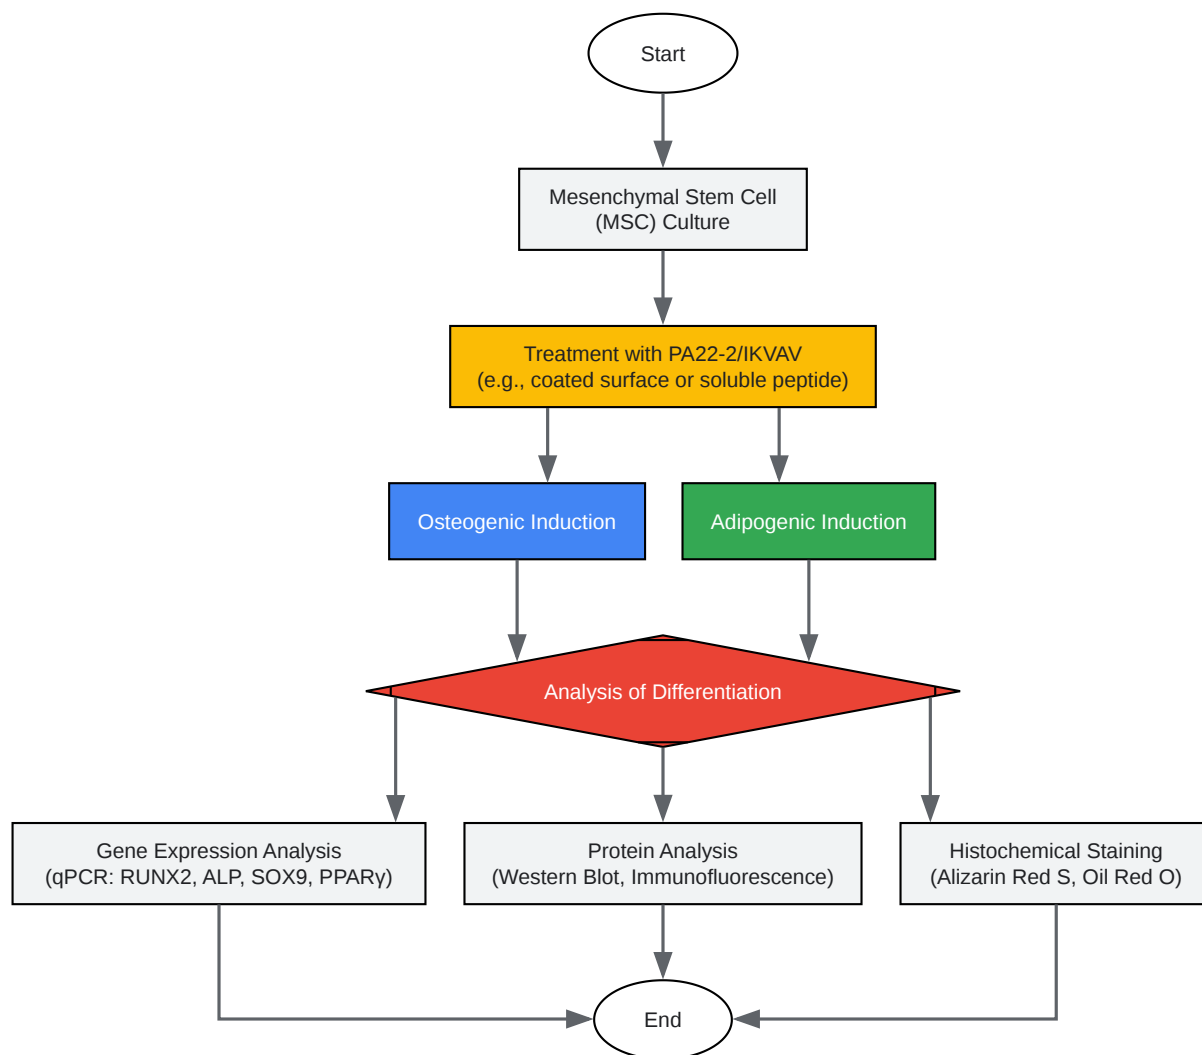 Start
Mesenchymal Stem Cell
(MSC) Culture
Treatment with PA22-2/IKVAV
(e.g., coated surface or soluble peptide)
Osteogenic Induction
Adipogenic Induction
Analysis of Differentiation
Gene Expression Analysis
(qPCR: RUNX2, ALP, SOX9, PPARγ)
Protein Analysis
(Western Blot, Immunofluorescence)
Histochemical Staining
(Alizarin Red S, Oil Red O)
End